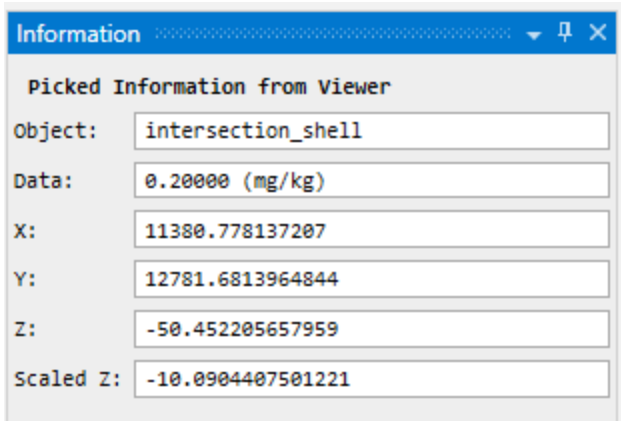 Information
Picked Information from Viewer
Object: intersection_shell
Data: 0.20000 (mg/kg)
X: 11380.778137207
Y: 12781.6813964844
Z: -50.452205657959
Scaled Z: -10.0904407501221